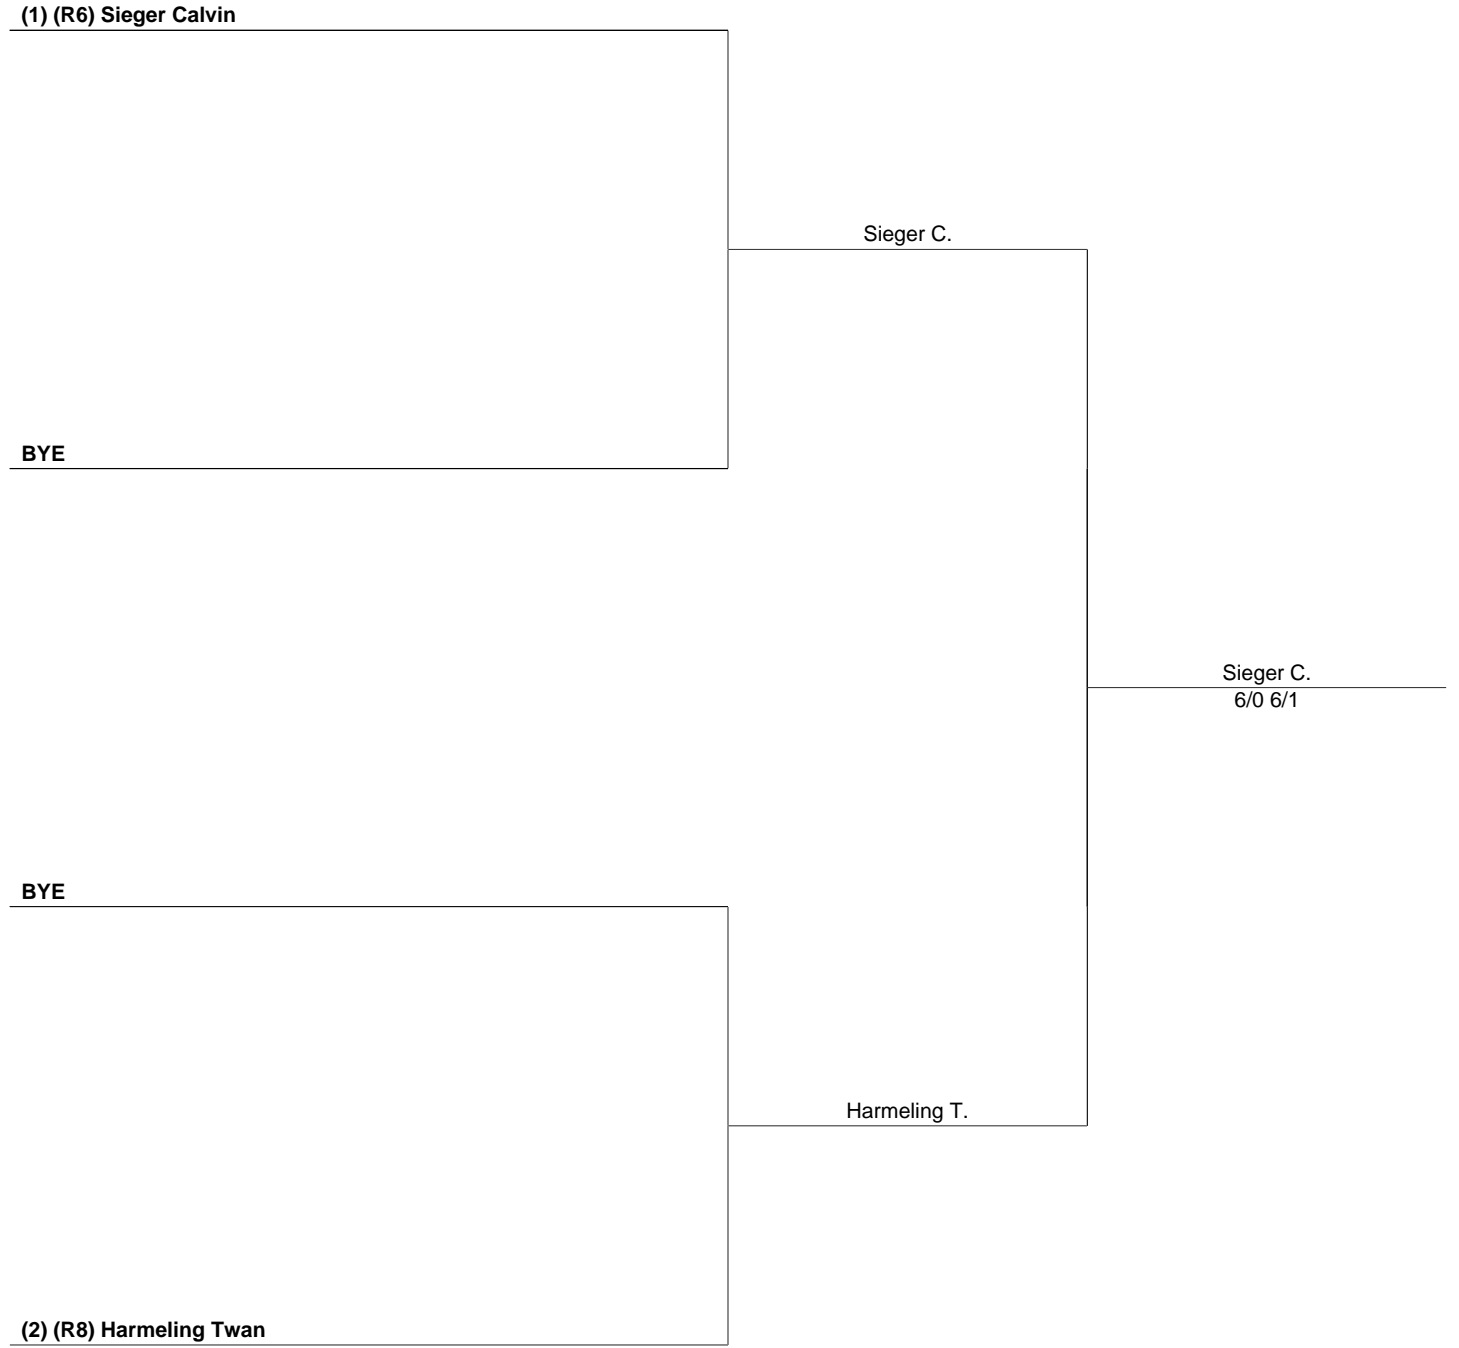 (1) (R6) Sieger Calvin
Sieger C.
BYE
Sieger C.
6/0 6/1
BYE
Harmeling T.
(2) (R8) Harmeling Twan